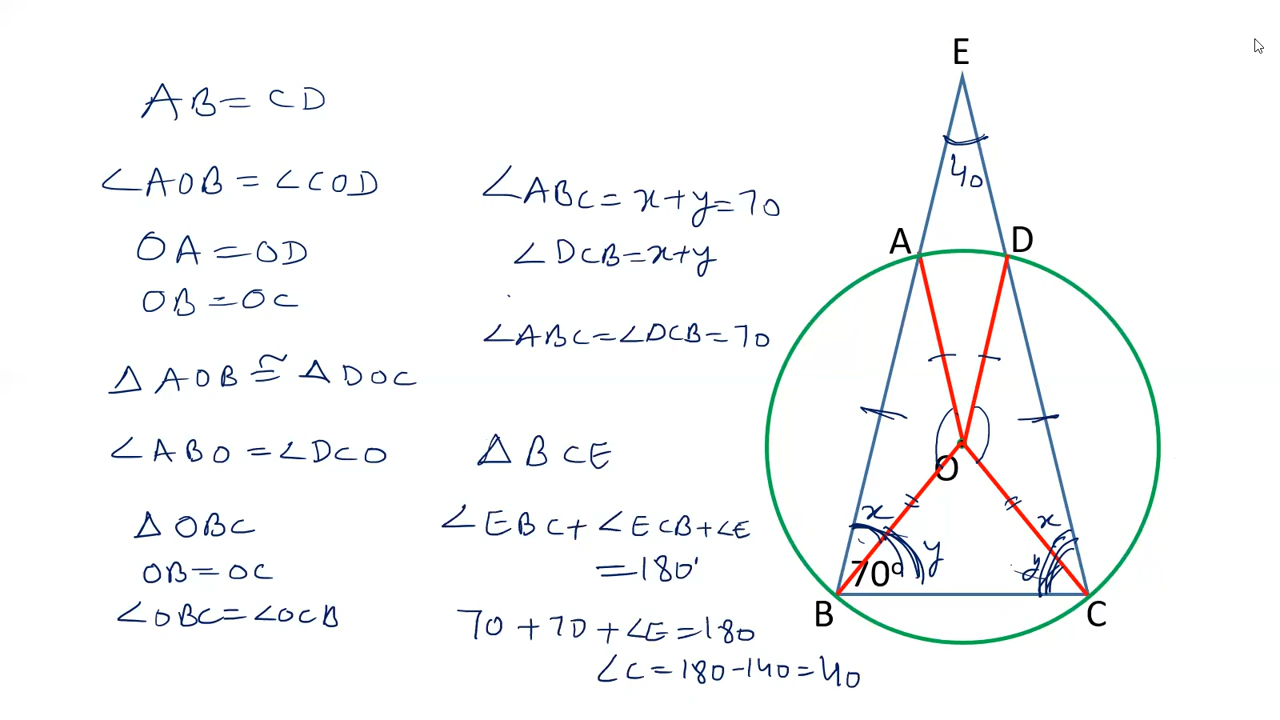 AB = CD
∠AOB = ∠COD
OA = OD
OB = OC
△AOB ≅ △DOC
∠ABO = ∠DCO
△OBC
OB = OC
∠OBC = ∠OCB
∠ABC = x + y = 70
∠DCB = x + y
∠ABC = ∠DCB = 70
△BCE
∠EBC + ∠ECB + ∠E
= 180°
70 + 70 + ∠E = 180
∠C = 180 - 140 = 40
E
40
A D
O
x x
70° y y
B C